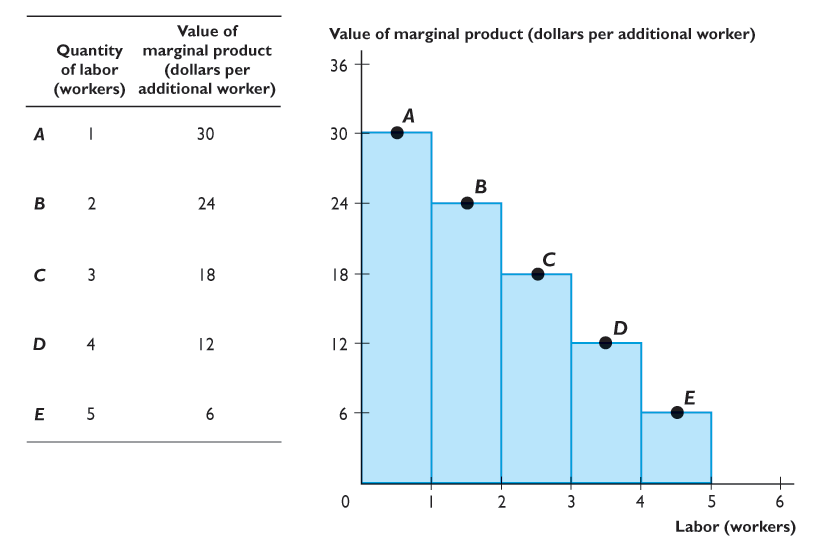 Quantity
of labor
(workers)
Value of
marginal product
(dollars per
additional worker)
A 1 30
B 2 24
C 3 18
D 4 12
E 5 6
Value of marginal product (dollars per additional worker)
36
30
24
18
12
6
A
B
C
D
E
0 1 2 3 4 5 6
Labor (workers)